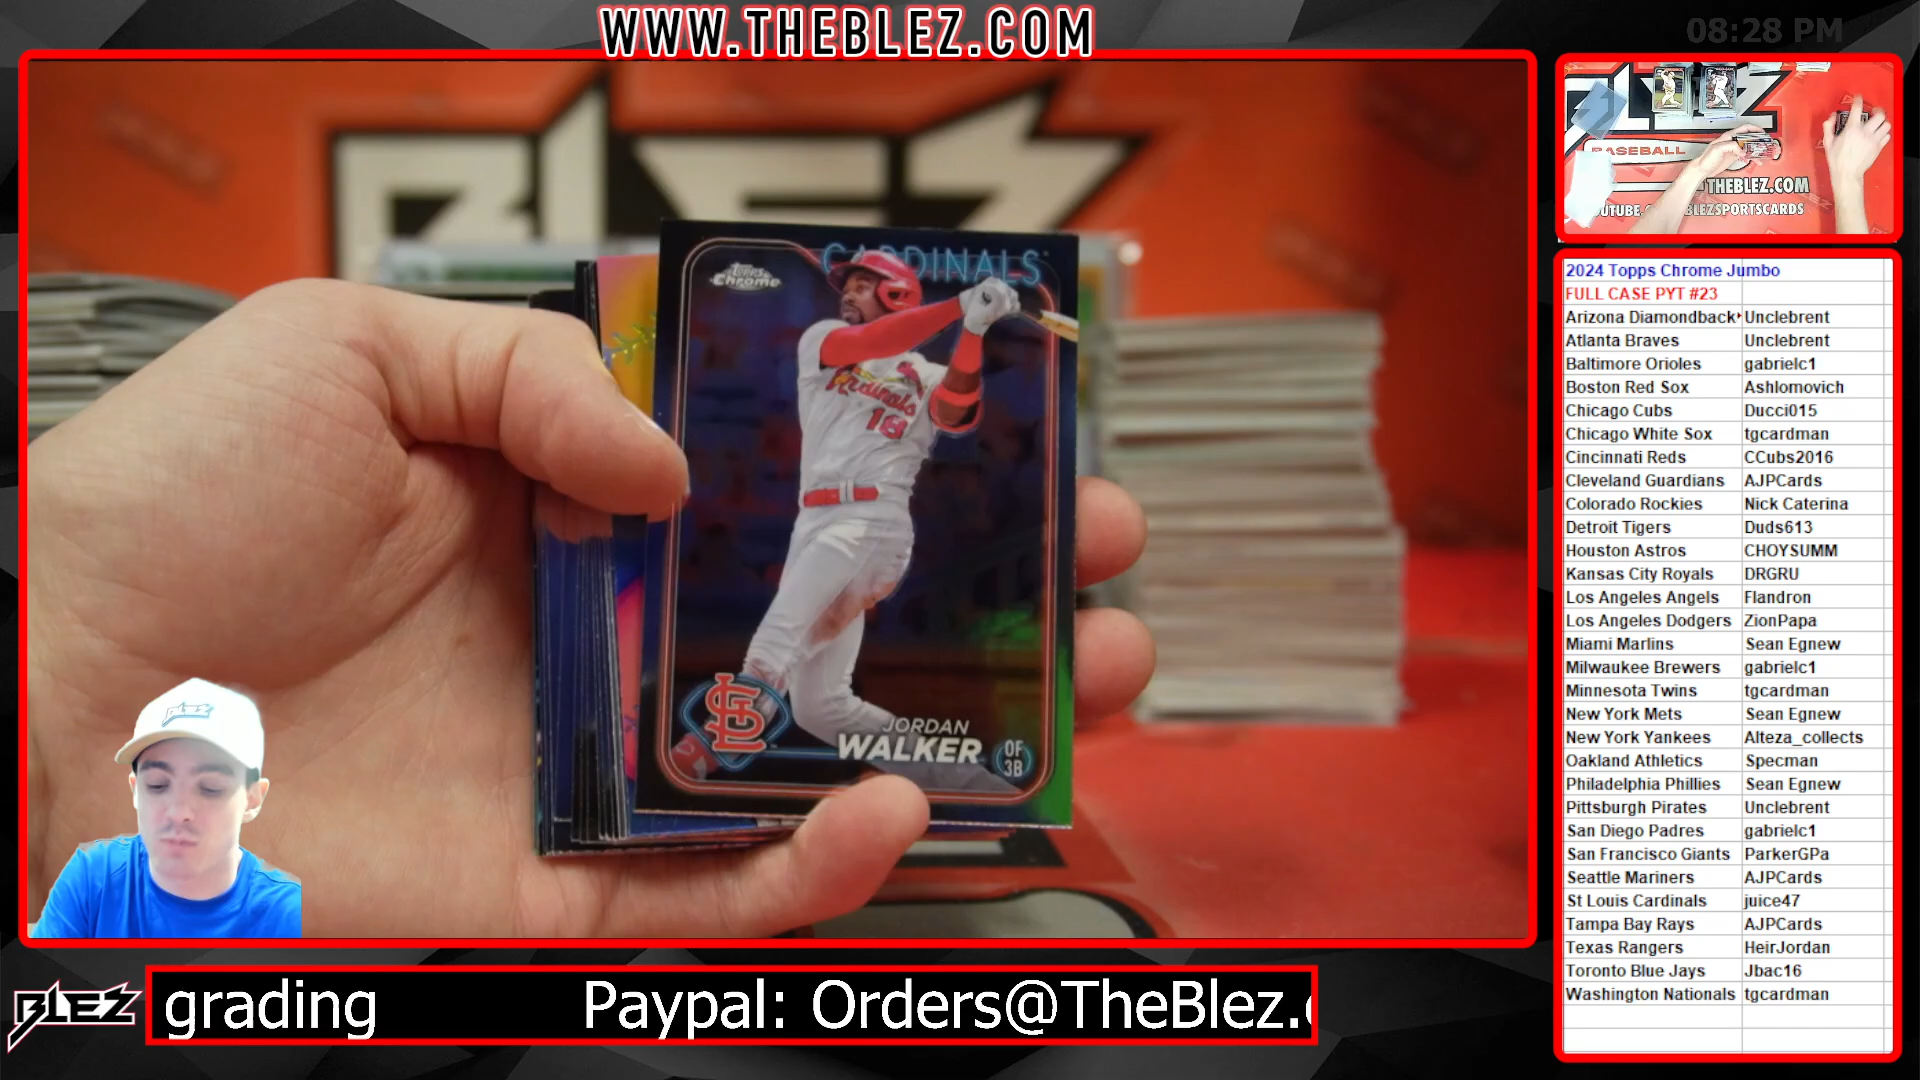 WWW.THEBLEZ.COM
08:28 PM
BLEZ
CARDINALS
Topps
Chrome
Cardinals
18
STL
JORDAN
WALKER
OF
3B
BLEZ
BASEBALL
THEBLEZ.COM
BLEZSPORTSCARDS
2024 Topps Chrome Jumbo
FULL CASE PYT #23
Arizona Diamondback Unclebrent
Atlanta Braves Unclebrent
Baltimore Orioles gabrielc1
Boston Red Sox Ashlomovich
Chicago Cubs Ducci015
Chicago White Sox tgcardman
Cincinnati Reds CCubs2016
Cleveland Guardians AJPCards
Colorado Rockies Nick Caterina
Detroit Tigers Duds613
Houston Astros CHOYSUMM
Kansas City Royals DRGRU
Los Angeles Angels Flandron
Los Angeles Dodgers ZionPapa
Miami Marlins Sean Egnew
Milwaukee Brewers gabrielc1
Minnesota Twins tgcardman
New York Mets Sean Egnew
New York Yankees Alteza_collects
Oakland Athletics Specman
Philadelphia Phillies Sean Egnew
Pittsburgh Pirates Unclebrent
San Diego Padres gabrielc1
San Francisco Giants ParkerGPa
Seattle Mariners AJPCards
St Louis Cardinals juice47
Tampa Bay Rays AJPCards
Texas Rangers HeirJordan
Toronto Blue Jays Jbac16
Washington Nationals tgcardman
BLEZ
BLEZ
grading Paypal: Orders@TheBlez.